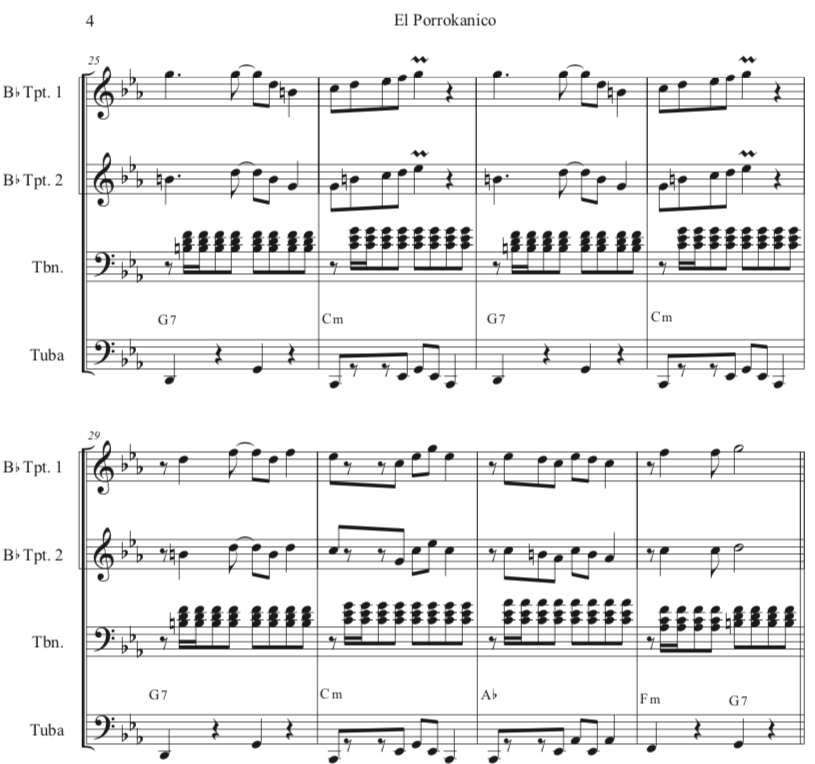 4 El Porrokanico
25
B♭ Tpt. 1
B♭ Tpt. 2
Tbn.
G7 Cm G7 Cm
Tuba
29
B♭ Tpt. 1
B♭ Tpt. 2
Tbn.
G7 Cm A♭ Fm G7
Tuba